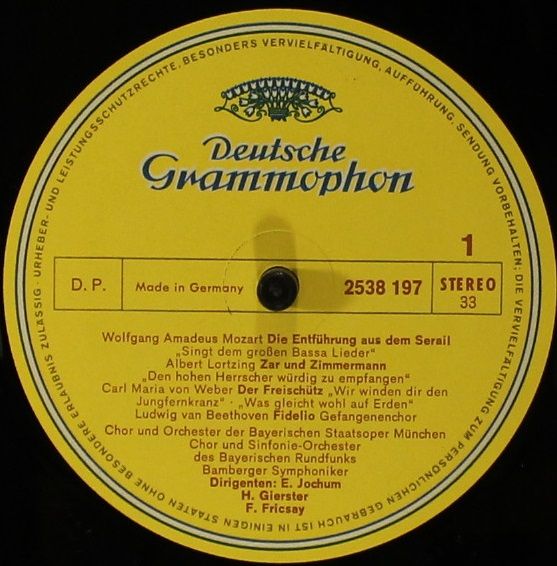 URHEBER- UND LEISTUNGSSCHUTZRECHTE, BESONDERS VERVIELFÄLTIGUNG, AUFFÜHRUNG, SENDUNG VORBEHALTEN; DIE VERVIELFÄLTIGUNG ZUM PERSÖNLICHEN GEBRAUCH IST IN EINIGEN STAATEN OHNE BESONDERE ERLAUBNIS ZULÄSSIG ·
Deutsche
Grammophon
1
D. P. Made in Germany 2538 197 STEREO
33
Wolfgang Amadeus Mozart Die Entführung aus dem Serail
„Singt dem großen Bassa Lieder“
Albert Lortzing Zar und Zimmermann
„Den hohen Herrscher würdig zu empfangen“
Carl Maria von Weber Der Freischütz „Wir winden dir den
Jungfernkranz“ · „Was gleicht wohl auf Erden“
Ludwig van Beethoven Fidelio Gefangenenchor
Chor und Orchester der Bayerischen Staatsoper München
Chor und Sinfonie-Orchester
des Bayerischen Rundfunks
Bamberger Symphoniker
Dirigenten: E. Jochum
H. Gierster
F. Fricsay